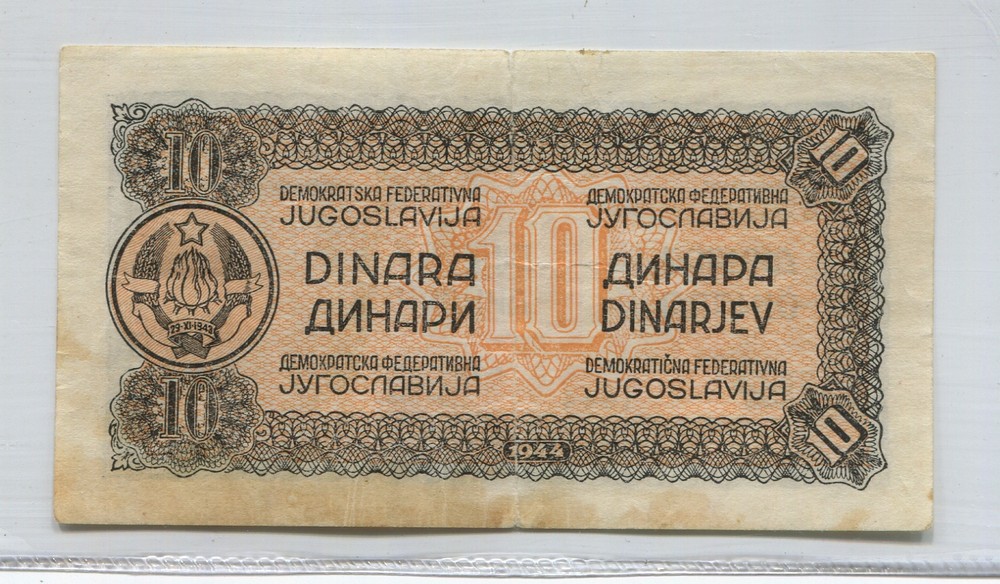 10
10
DEMOKRATSKA FEDERATIVNA
JUGOSLAVIJA
ДЕМОКРАТСКА ФЕДЕРАТИВНА
ЈУГОСЛАВИЈА
DINARA
ДИНАРИ
10
ДИНАРА
DINARJEV
29·XI·1943
ДЕМОКРАТСКА ФЕДЕРАТИВНА
ЈУГОСЛАВИЈА
DEMOKRATIČNA FEDERATIVNA
JUGOSLAVIJA
10
10
1944